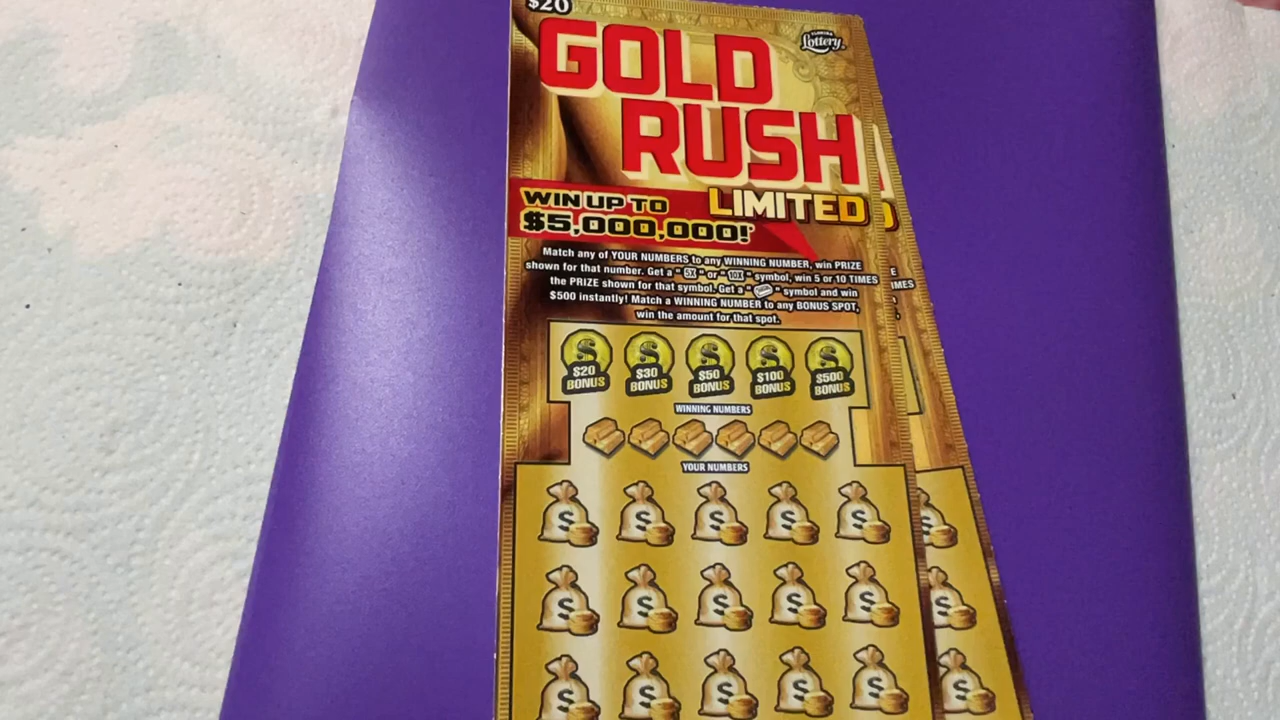 $20
GOLD
FLORIDA
Lottery
RUSH
LIMITED
WIN UP TO
$5,000,000!*
Match any of YOUR NUMBERS to any WINNING NUMBER, win PRIZE
shown for that number. Get a "5X" or "10X" symbol, win 5 or 10 TIMES
the PRIZE shown for that symbol. Get a " " symbol and win
$500 instantly! Match a WINNING NUMBER to any BONUS SPOT,
win the amount for that spot.
E
IMES
$20 BONUS
$30 BONUS
$50 BONUS
$100 BONUS
$500 BONUS
WINNING NUMBERS
YOUR NUMBERS
$ $ $ $ $ $
$ $ $ $ $ $
$ $ $ $ $ $